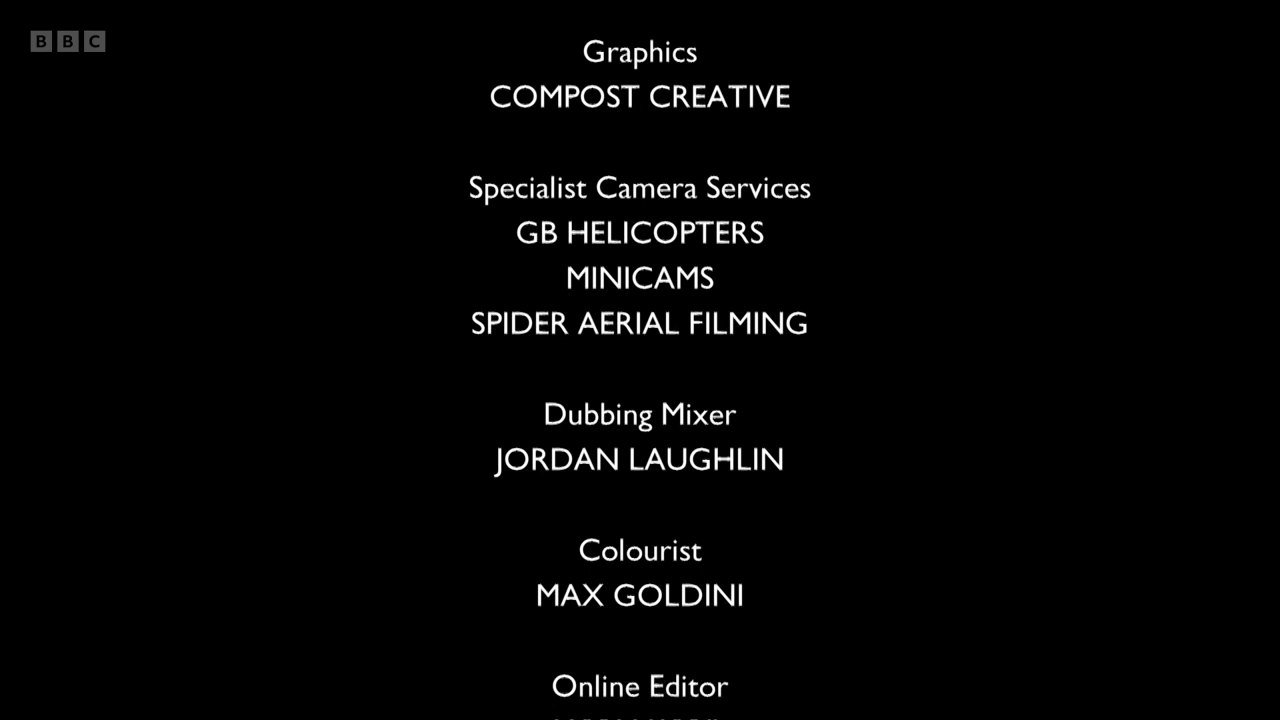 BBC
Graphics
COMPOST CREATIVE
Specialist Camera Services
GB HELICOPTERS
MINICAMS
SPIDER AERIAL FILMING
Dubbing Mixer
JORDAN LAUGHLIN
Colourist
MAX GOLDINI
Online Editor